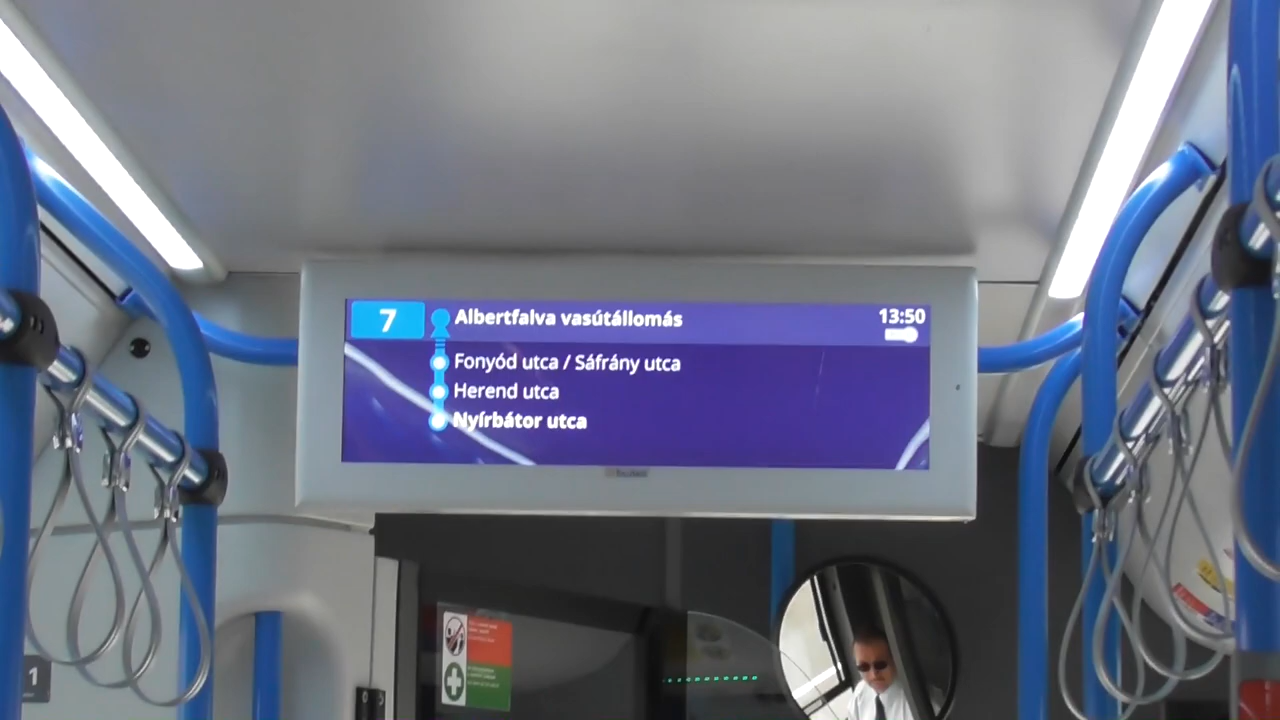 7
Albertfalva vasútállomás
13:50
Fonyód utca / Sáfrány utca
Herend utca
Nyírbátor utca
1